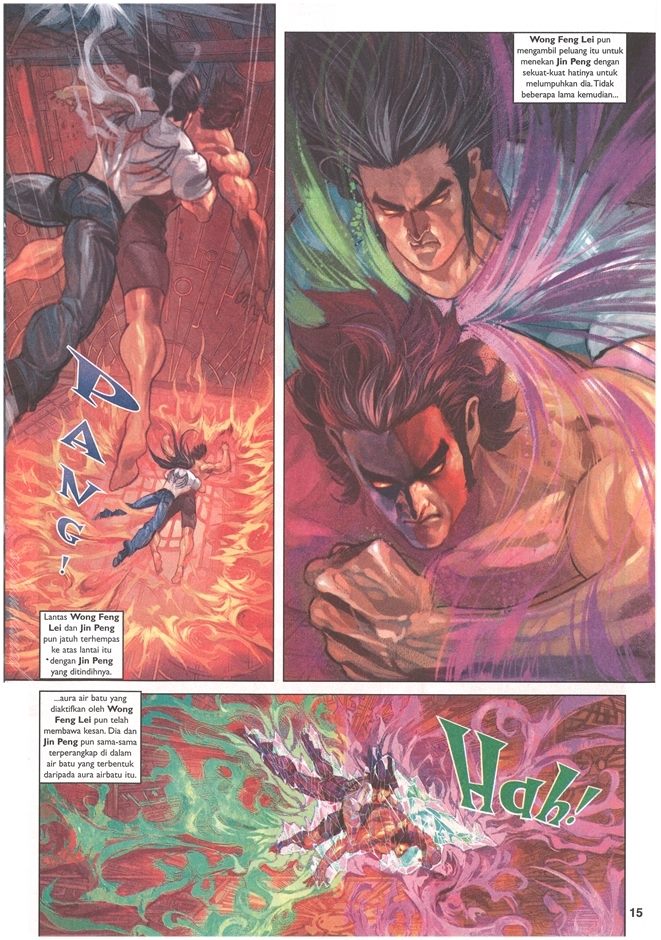 PANG!
Lantas Wong Feng
Lei dan Jin Peng
pun jatuh terhempas
ke atas lantai itu
dengan Jin Peng
yang ditindihnya.
Wong Feng Lei pun
mengambil peluang itu untuk
menekan Jin Peng dengan
sekuat-kuat hatinya untuk
melumpuhkan dia. Tidak
beberapa lama kemudian...
...aura air batu yang
diaktifkan oleh Wong
Feng Lei pun telah
membawa kesan. Dia dan
Jin Peng pun sama-sama
terperangkap di dalam
air batu yang terbentuk
daripada aura airbatu itu.
Hah!
15